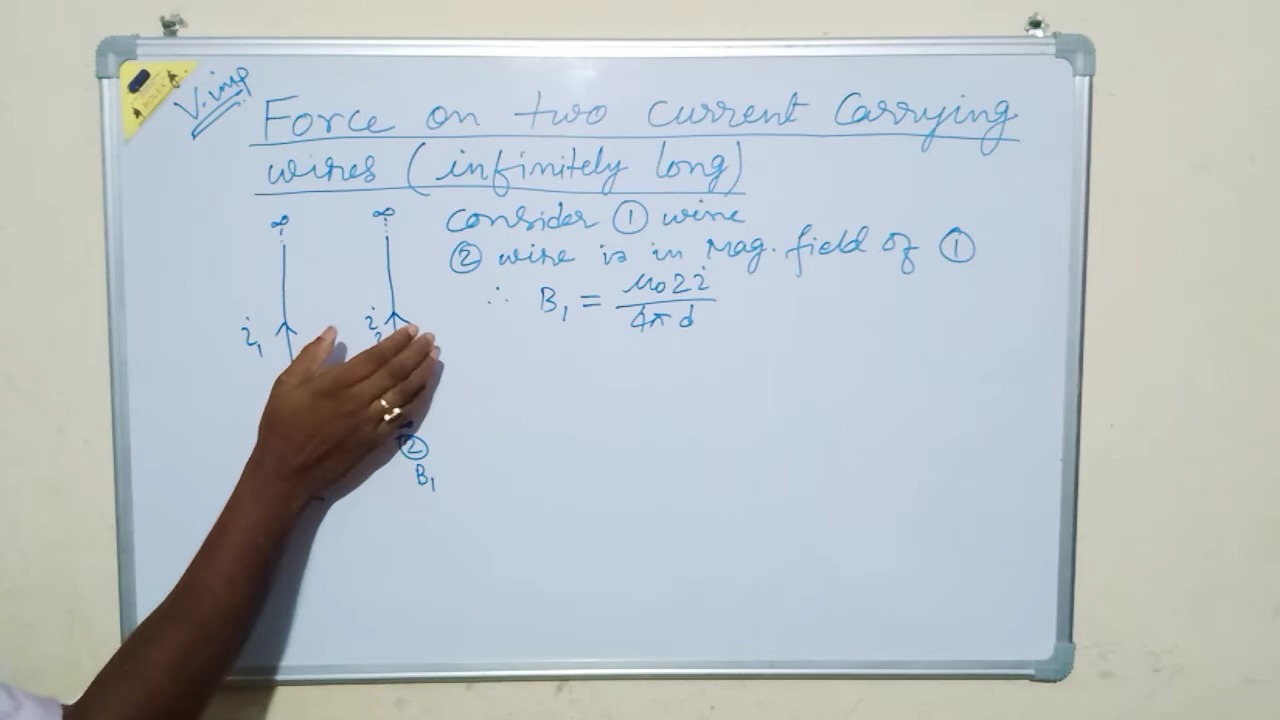 V. imp
Force on two current carrying
wires (infinitely long)
∞ ∞
consider ① wire
② wire is in Mag. field of ①
∴ B₁ = μ₀2i / 4πd
i₁ i₂
②
B₁